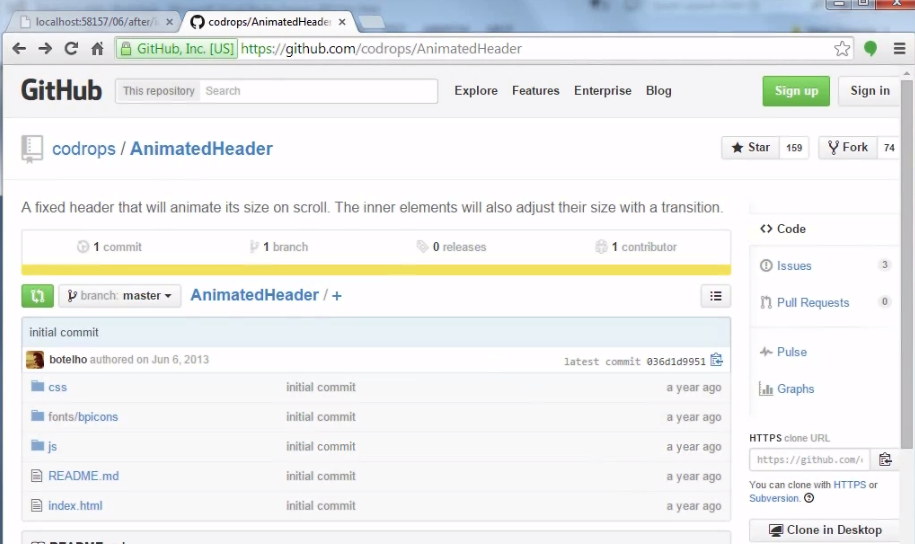 localhost:58157/06/after/
codrops/AnimatedHeader
GitHub, Inc. [US] https://github.com/codrops/AnimatedHeader
GitHub This repository Search Explore Features Enterprise Blog Sign up Sign in
codrops / AnimatedHeader Star 159 Fork 74
A fixed header that will animate its size on scroll. The inner elements will also adjust their size with a transition.
1 commit 1 branch 0 releases 1 contributor
branch: master AnimatedHeader / +
initial commit
botelho authored on Jun 6, 2013 latest commit 036d1d9951
css initial commit a year ago
fonts/bpicons initial commit a year ago
js initial commit a year ago
README.md initial commit a year ago
index.html initial commit a year ago
Code
Issues 3
Pull Requests 0
Pulse
Graphs
HTTPS clone URL
https://github.com/
You can clone with HTTPS or
Subversion.
Clone in Desktop